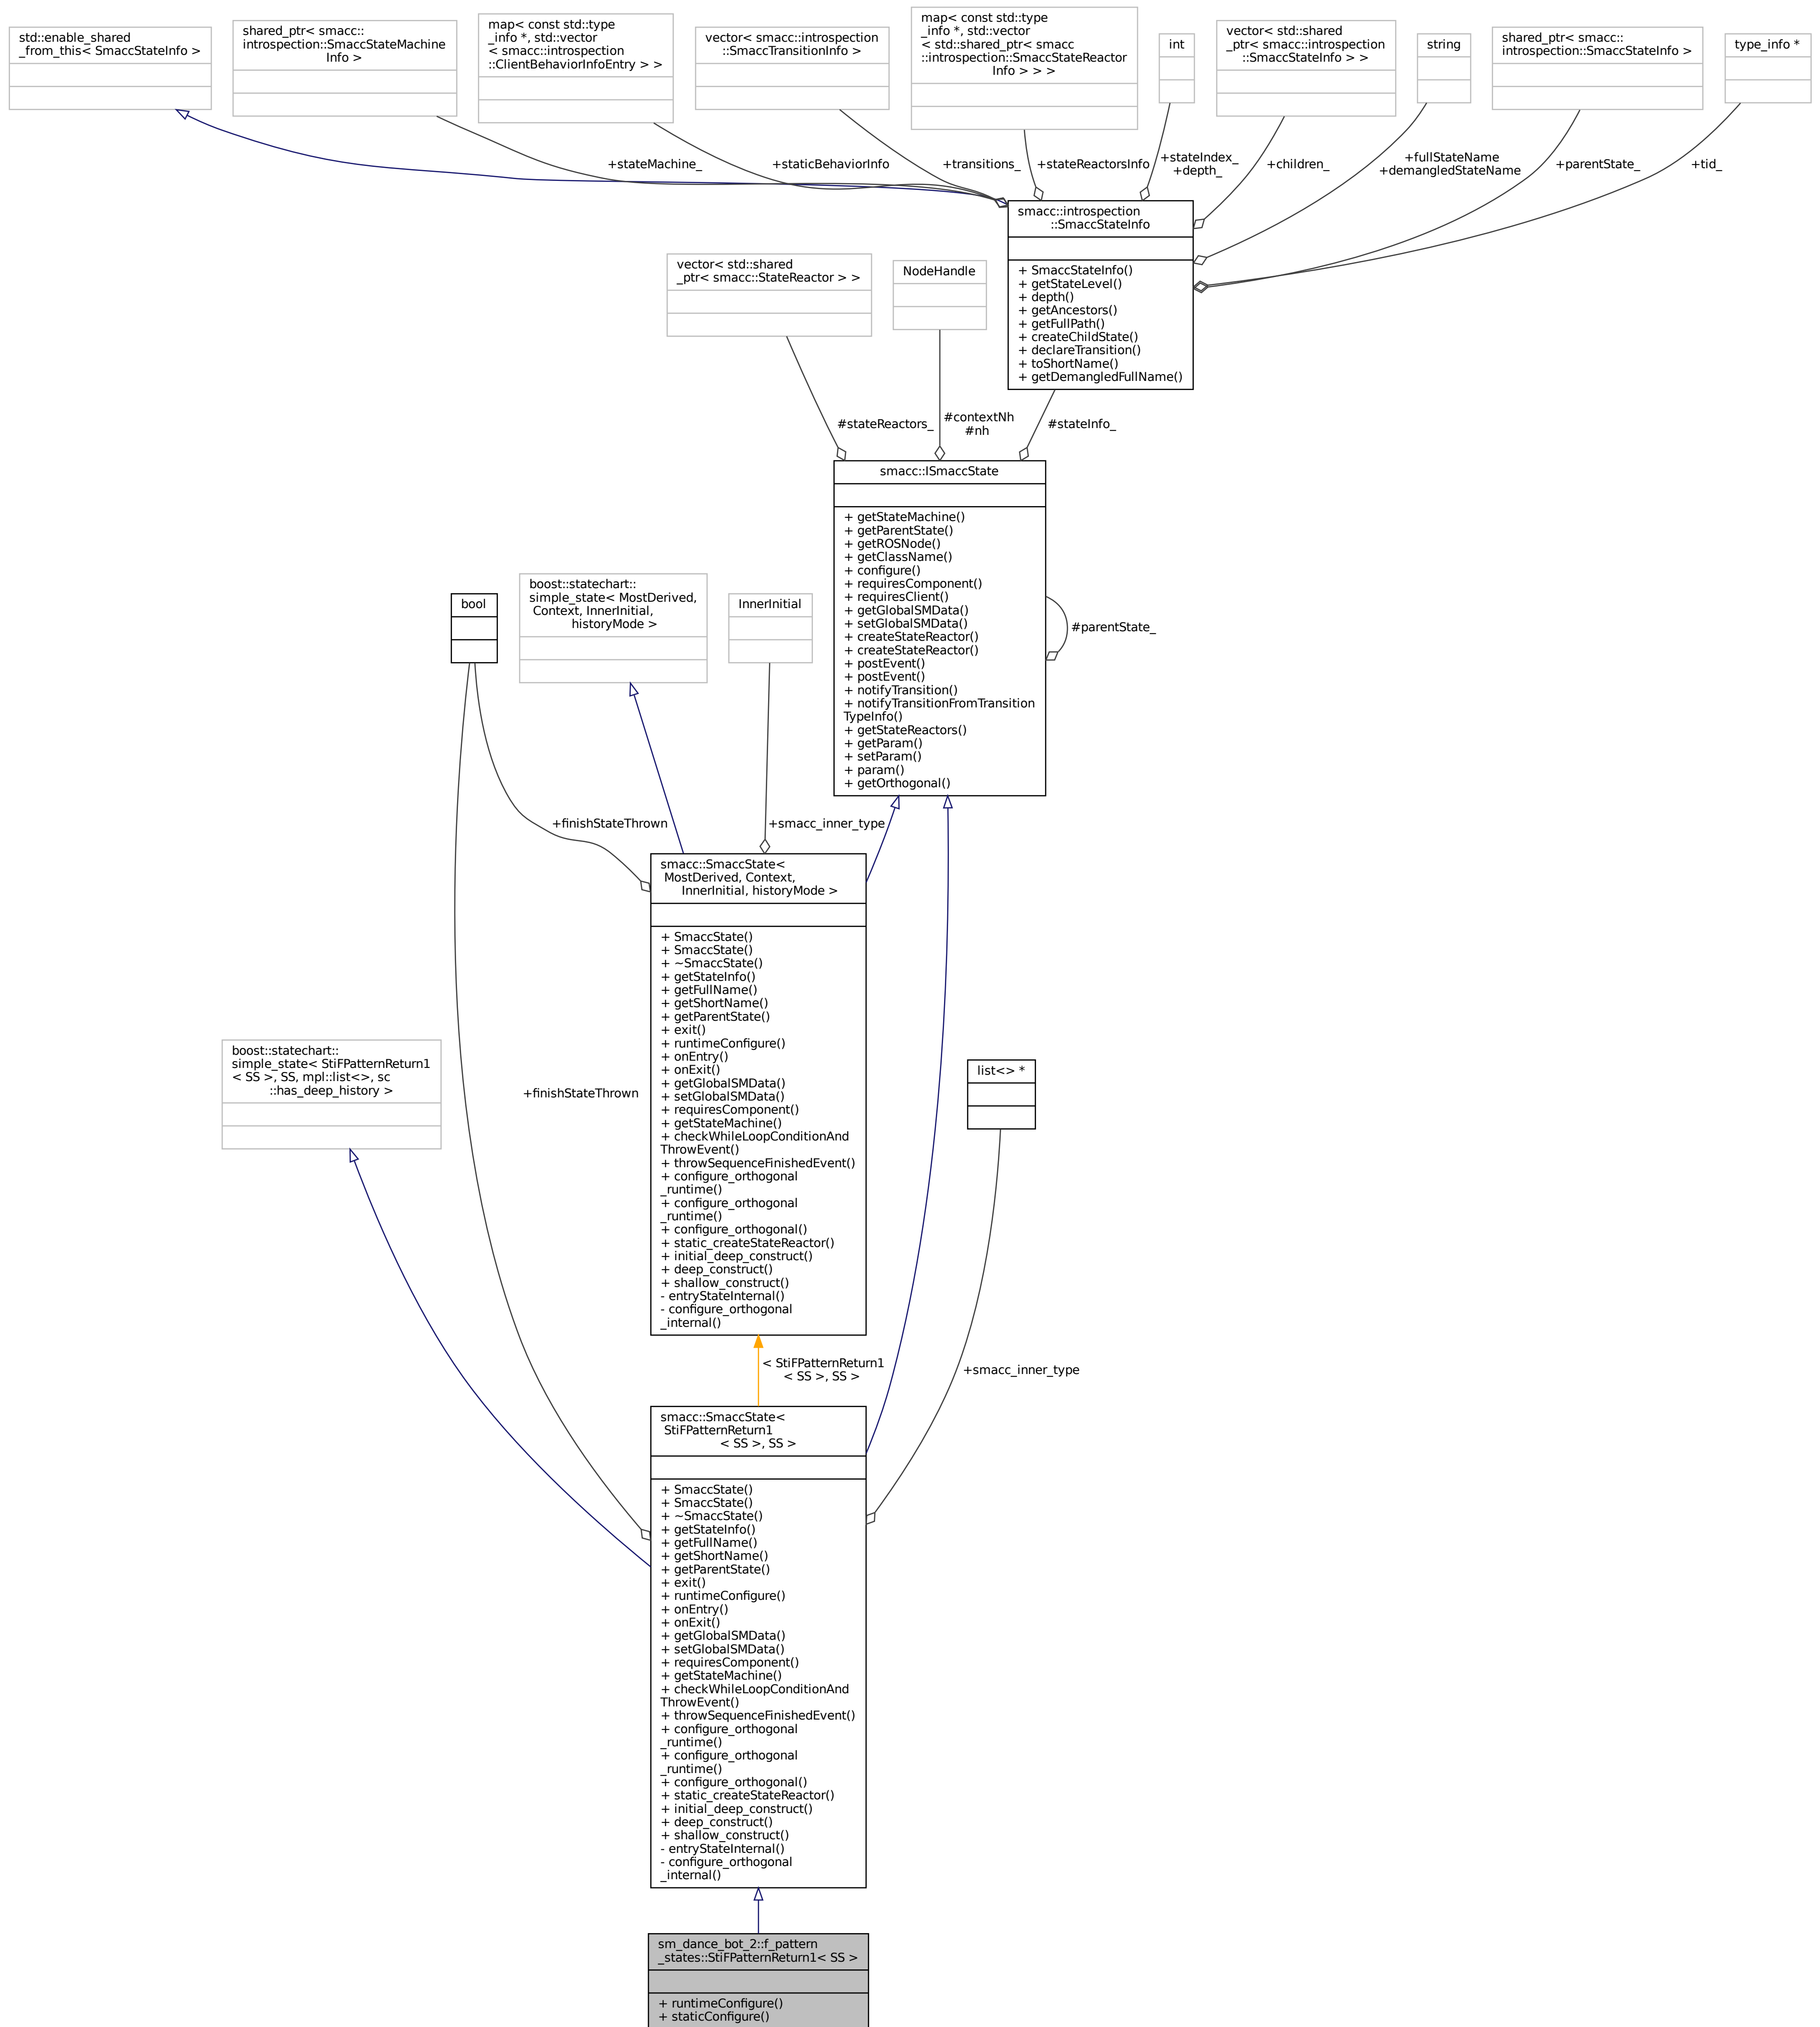 std::enable_shared
_from_this< SmaccStateInfo >
shared_ptr< smacc::
introspection::SmaccStateMachine
Info >
map< const std::type
_info *, std::vector
< smacc::introspection
::ClientBehaviorInfoEntry > >
vector< smacc::introspection
::SmaccTransitionInfo >
map< const std::type
_info *, std::vector
< std::shared_ptr< smacc
::introspection::SmaccStateReactor
Info > > >
int
vector< std::shared
_ptr< smacc::introspection
::SmaccStateInfo > >
string
shared_ptr< smacc::
introspection::SmaccStateInfo >
type_info *
+stateMachine_
+staticBehaviorInfo
+transitions_
+stateReactorsInfo
+stateIndex_
+depth_
+children_
+fullStateName
+demangledStateName
+parentState_
+tid_
smacc::introspection
::SmaccStateInfo
+ SmaccStateInfo()
+ getStateLevel()
+ depth()
+ getAncestors()
+ getFullPath()
+ createChildState()
+ declareTransition()
+ toShortName()
+ getDemangledFullName()
vector< std::shared
_ptr< smacc::StateReactor > >
NodeHandle
#stateReactors_
#contextNh
#nh
#stateInfo_
smacc::ISmaccState
+ getStateMachine()
+ getParentState()
+ getROSNode()
+ getClassName()
+ configure()
+ requiresComponent()
+ requiresClient()
+ getGlobalSMData()
+ setGlobalSMData()
+ createStateReactor()
+ createStateReactor()
+ postEvent()
+ postEvent()
+ notifyTransition()
+ notifyTransitionFromTransition
TypeInfo()
+ getStateReactors()
+ getParam()
+ setParam()
+ param()
+ getOrthogonal()
#parentState_
bool
boost::statechart::
simple_state< MostDerived,
Context, InnerInitial,
historyMode >
InnerInitial
+finishStateThrown
+smacc_inner_type
smacc::SmaccState<
MostDerived, Context,
InnerInitial, historyMode >
+ SmaccState()
+ SmaccState()
+ ~SmaccState()
+ getStateInfo()
+ getFullName()
+ getShortName()
+ getParentState()
+ exit()
+ runtimeConfigure()
+ onEntry()
+ onExit()
+ getGlobalSMData()
+ setGlobalSMData()
+ requiresComponent()
+ getStateMachine()
+ checkWhileLoopConditionAnd
ThrowEvent()
+ throwSequenceFinishedEvent()
+ configure_orthogonal
_runtime()
+ configure_orthogonal
_runtime()
+ configure_orthogonal()
+ static_createStateReactor()
+ initial_deep_construct()
+ deep_construct()
+ shallow_construct()
- entryStateInternal()
- configure_orthogonal
_internal()
boost::statechart::
simple_state< StiFPatternReturn1
< SS >, SS, mpl::list<>, sc
::has_deep_history >
+finishStateThrown
list<> *
< StiFPatternReturn1
< SS >, SS >
+smacc_inner_type
smacc::SmaccState<
StiFPatternReturn1
< SS >, SS >
+ SmaccState()
+ SmaccState()
+ ~SmaccState()
+ getStateInfo()
+ getFullName()
+ getShortName()
+ getParentState()
+ exit()
+ runtimeConfigure()
+ onEntry()
+ onExit()
+ getGlobalSMData()
+ setGlobalSMData()
+ requiresComponent()
+ getStateMachine()
+ checkWhileLoopConditionAnd
ThrowEvent()
+ throwSequenceFinishedEvent()
+ configure_orthogonal
_runtime()
+ configure_orthogonal
_runtime()
+ configure_orthogonal()
+ static_createStateReactor()
+ initial_deep_construct()
+ deep_construct()
+ shallow_construct()
- entryStateInternal()
- configure_orthogonal
_internal()
sm_dance_bot_2::f_pattern
_states::StiFPatternReturn1< SS >
+ runtimeConfigure()
+ staticConfigure()